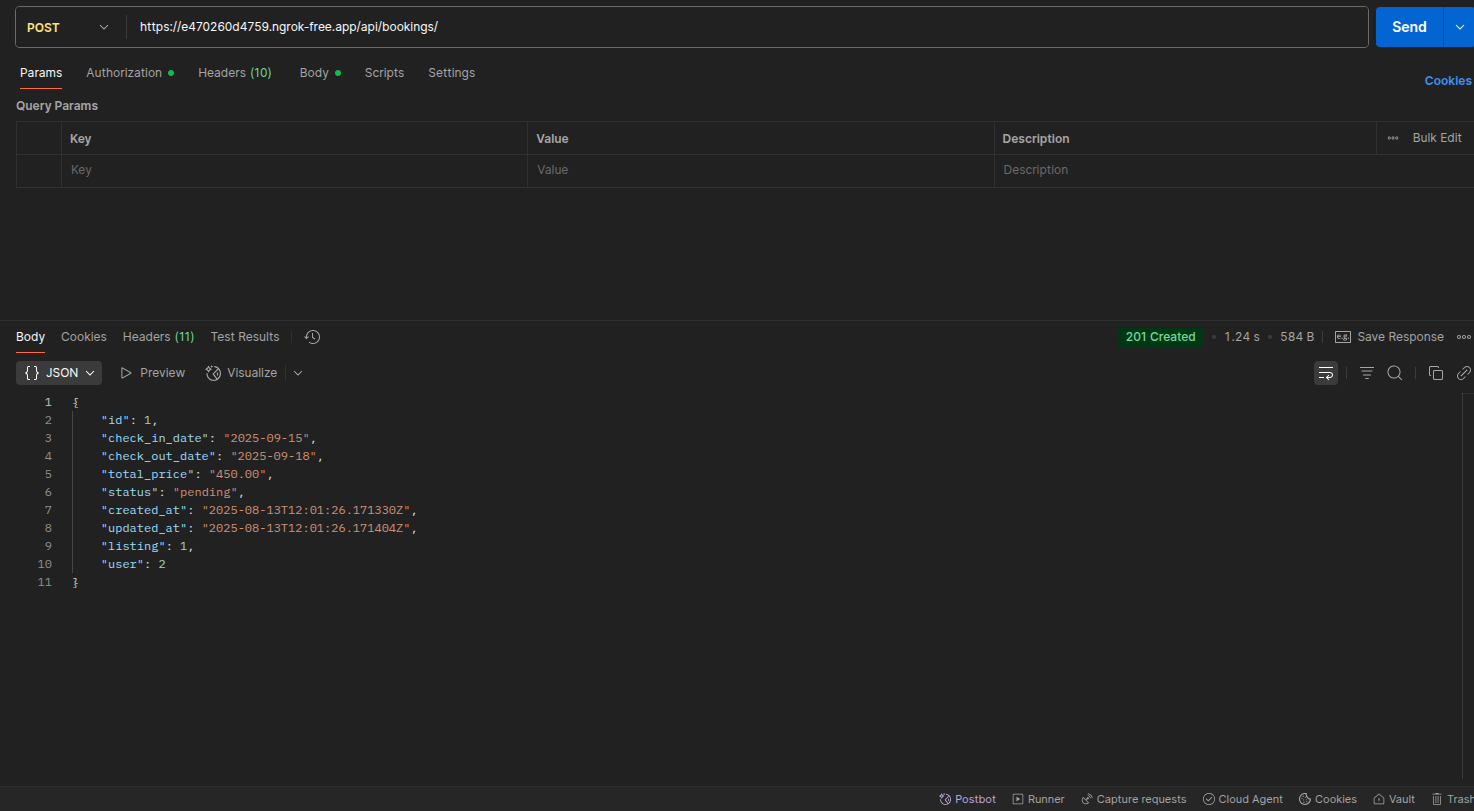 POST https://e470260d4759.ngrok-free.app/api/bookings/ Send
Params Authorization Headers (10) Body Scripts Settings
Cookies
Query Params
Key Value Description Bulk Edit
Key Value Description
Body Cookies Headers (11) Test Results 201 Created 1.24 s 584 B e.g. Save Response
{} JSON Preview Visualize
1 {
2 "id": 1,
3 "check_in_date": "2025-09-15",
4 "check_out_date": "2025-09-18",
5 "total_price": "450.00",
6 "status": "pending",
7 "created_at": "2025-08-13T12:01:26.171330Z",
8 "updated_at": "2025-08-13T12:01:26.171404Z",
9 "listing": 1,
10 "user": 2
11 }
Postbot Runner Capture requests Cloud Agent Cookies Vault Trash